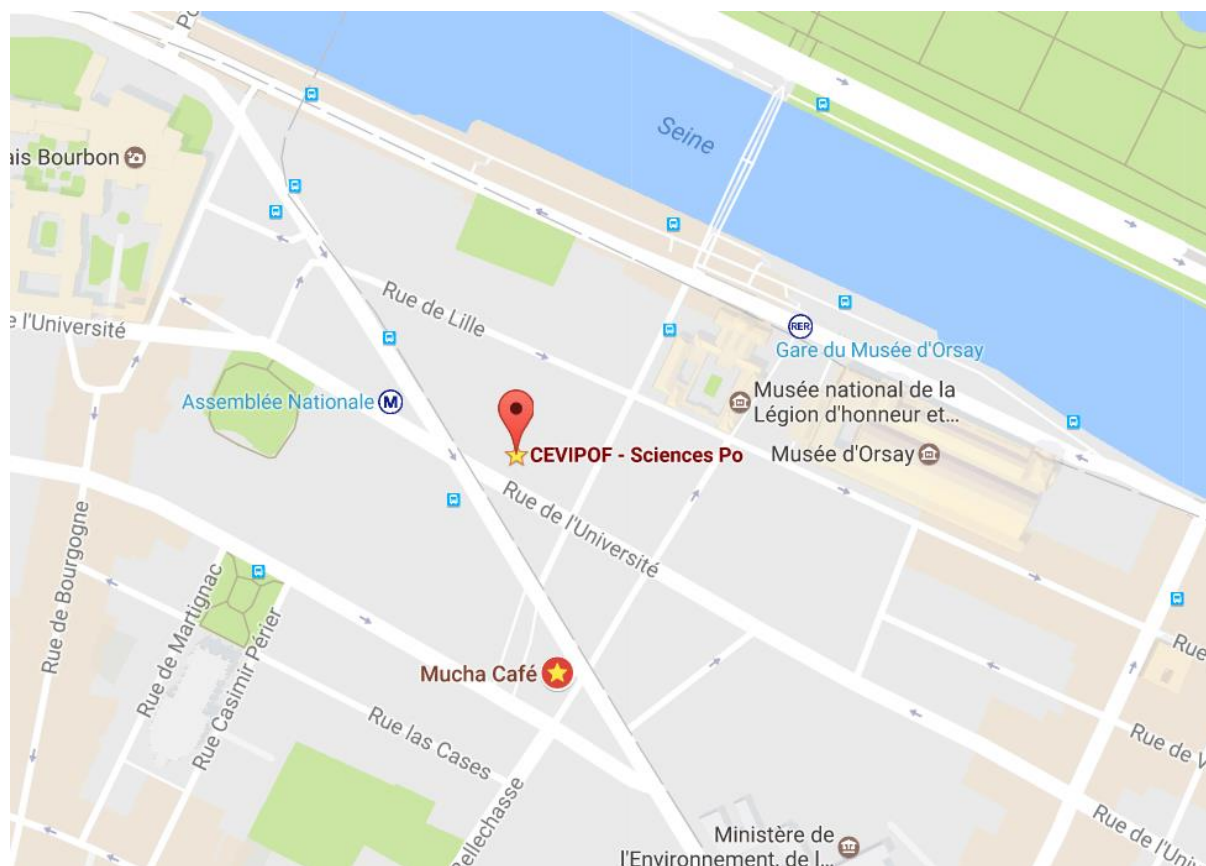 Seine
ais Bourbon
Rue de Lille
RER
Gare du Musée d'Orsay
e l'Université
Assemblée Nationale
M
Musée national de la
Légion d'honneur et...
CEVIPOF - Sciences Po
Musée d'Orsay
Rue de l'Université
Rue de Bourgogne
Rue de Martignac
Rue Casimir Périer
Mucha Café
Rue las Cases
Rue
Rue de V
Rue de l'Uni
Bellechasse
Ministère de
l'Environnement, de l...